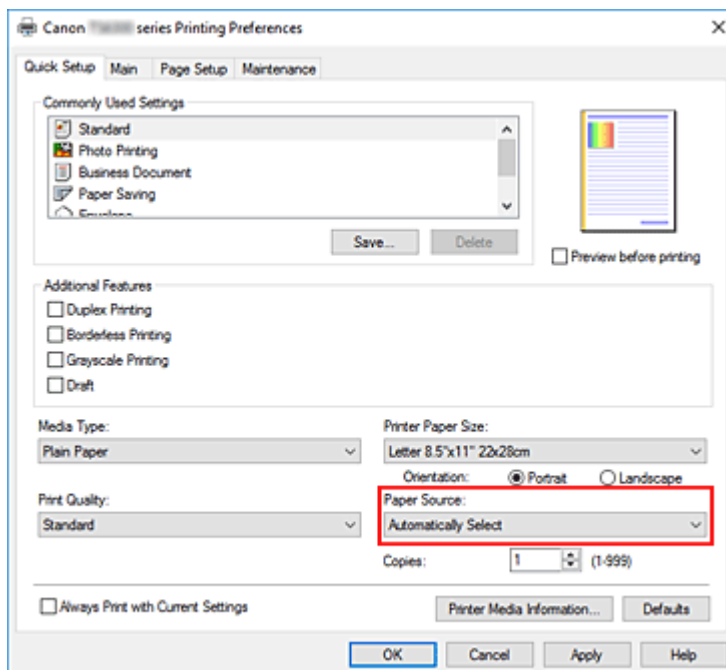 Canon series Printing Preferences
Quick Setup Main Page Setup Maintenance
Commonly Used Settings
Standard
Photo Printing
Business Document
Paper Saving
Envelope
Save... Delete
Preview before printing
Additional Features
Duplex Printing
Borderless Printing
Grayscale Printing
Draft
Media Type:
Plain Paper
Printer Paper Size:
Letter 8.5"x11" 22x28cm
Orientation: Portrait Landscape
Print Quality:
Standard
Paper Source:
Automatically Select
Copies: 1 (1-999)
Always Print with Current Settings
Printer Media Information... Defaults
OK Cancel Apply Help